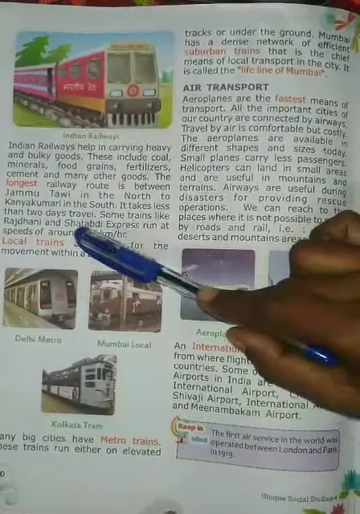 भारतीय रेल
Indian Railways
Indian Railways help in carrying heavy
and bulky goods. These include coal,
minerals, food grains, fertilizers,
cement and many other goods. The
longest railway route is between
Jammu Tawi in the North to
Kanyakumari in the South. It takes less
than two days travel. Some trains like
Rajdhani and Shatabdi Express run at
speeds of around km/hr.
Local trains for the
movement within a
Delhi Metro
Mumbai Local
Kolkata Tram
any big cities have Metro trains.
ese trains run either on elevated
tracks or under the ground. Mumbai
has a dense network of efficient
suburban trains that is the chief
means of local transport in the city. It
is called the "life line of Mumbai".
AIR TRANSPORT
Aeroplanes are the fastest means of
transport. All the important cities of
our country are connected by airways.
Travel by air is comfortable but costly.
The aeroplanes are available in
different shapes and sizes today.
Small planes carry less passengers.
Helicopters can land in small areas
and are useful in mountains and
terrains. Airways are useful during
disasters for providing rescue
operations. We can reach to
places where it is not possible to
by roads and rail, i.e. :
deserts and mountains areas
Aeropla
An Internati
from where flight
countries. Some
Airports in India are
International Airport,
Shivaji Airport, International
and Meenambakam Airport.
Keep in
Mind
The first air service in the world was
operated between London and Paris
in 1919.
0
Unique Social Studies-4